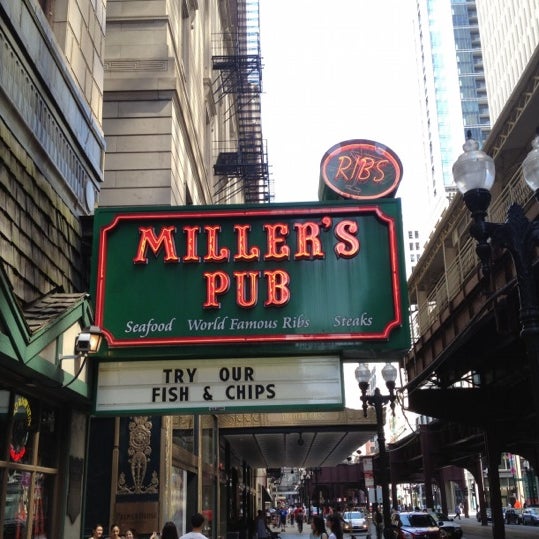 RIBS
MILLER'S
PUB
Seafood World Famous Ribs Steaks
TRY OUR
FISH & CHIPS